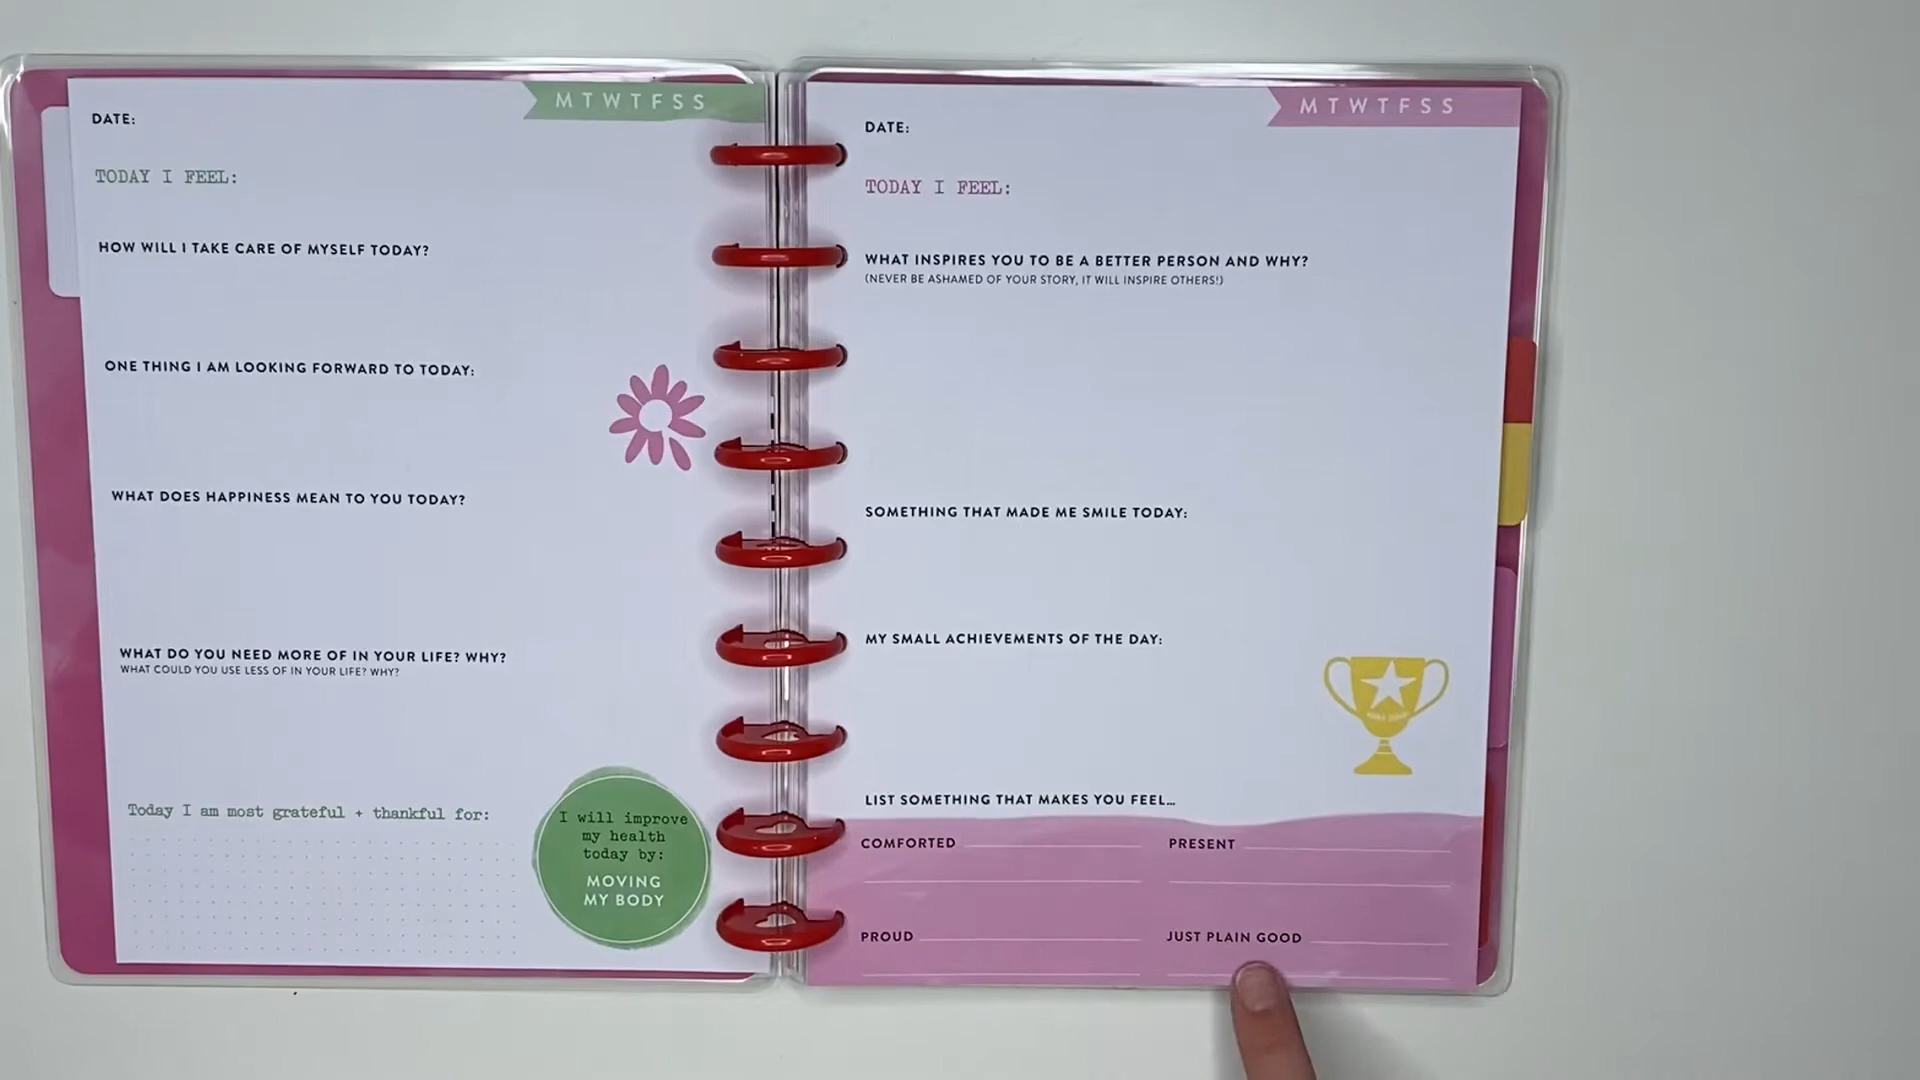 MTWTFSS
DATE:
TODAY I FEEL:
HOW WILL I TAKE CARE OF MYSELF TODAY?
ONE THING I AM LOOKING FORWARD TO TODAY:
WHAT DOES HAPPINESS MEAN TO YOU TODAY?
WHAT DO YOU NEED MORE OF IN YOUR LIFE? WHY?
WHAT COULD YOU USE LESS OF IN YOUR LIFE? WHY?
Today I am most grateful + thankful for:
I will improve
my health
today by:
MOVING
MY BODY
MTWTFSS
DATE:
TODAY I FEEL:
WHAT INSPIRES YOU TO BE A BETTER PERSON AND WHY?
(NEVER BE ASHAMED OF YOUR STORY, IT WILL INSPIRE OTHERS!)
SOMETHING THAT MADE ME SMILE TODAY:
MY SMALL ACHIEVEMENTS OF THE DAY:
LIST SOMETHING THAT MAKES YOU FEEL...
COMFORTED
PRESENT
PROUD
JUST PLAIN GOOD